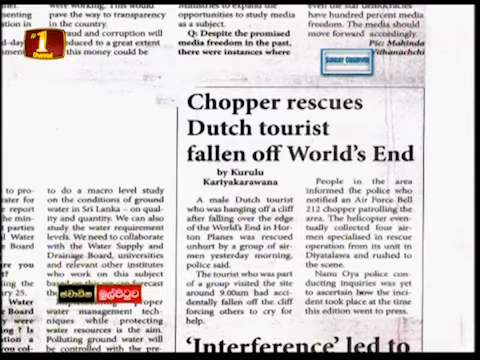 #1
Channel
were working. This would
pave the way to transparency
in the country.
fraud and corruption will
reduced to a great extent
this money could be
Ministries to expand the
opportunities to study media
as a subject.
Q: Despite the promised
media freedom in the past,
there were instances where
even the star democracies
have hundred percent media
freedom. The media should
move forward accordingly.
Pic: Mahinda
Vithanachchi
SUNDAY OBSERVER
Chopper rescues
Dutch tourist
fallen off World's End
by Kurulu
Kariyakarawana
A male Dutch tourist
who was hanging off a cliff
after falling over the edge
of the World's End in Hor-
ton Planes was rescued
unhurt by a group of air-
men yesterday morning,
police said.
The tourist who was
part of a group visited the
site around 9.00am had acci-
dentally fallen off the cliff
forcing others to cry for
help.
People in the area
informed the police who
notified an Air Force Bell
212 chopper patrolling the
area. The helicopter even-
tually collected four air-
men specialised in rescue
operation from its unit in
Diyatalawa and rushed to
the scene.
Nanu Oya police con-
ducting inquiries was yet
to ascertain how the inci-
dent took place at the time
this edition went to press.
'Interference' led to
to do a macro level study
on the conditions of ground
water in Sri Lanka – on qual-
ity and quantity. We can also
study the water requirement
levels. We need to collaborate
with the Water Supply and
Drainage Board, universities
and relevant other institutes
who work on this subject
based on this can forward
water management tech-
niques while protecting
water resources is the aim.
Polluting ground water will
be controlled with the pre-
ස්වාධීන මුල්පිටුව